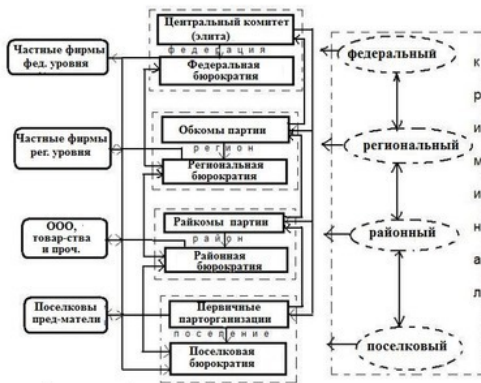 Частные фирмы
фед. уровня
Частные фирмы
рег. уровня
ООО,
товар-ства
и проч.
Поселковы
пред-матели
Центральный комитет
(элита)
федерация
Федеральная
бюрократия
Обкомы партии
регион
Региональная
бюрократия
Райкомы партии
район
Районная
бюрократия
Первичные
парторганизации
поселение
Поселковая
бюрократия
федеральный
региональный
районный
поселковый
к
р
и
м
и
н
а
л